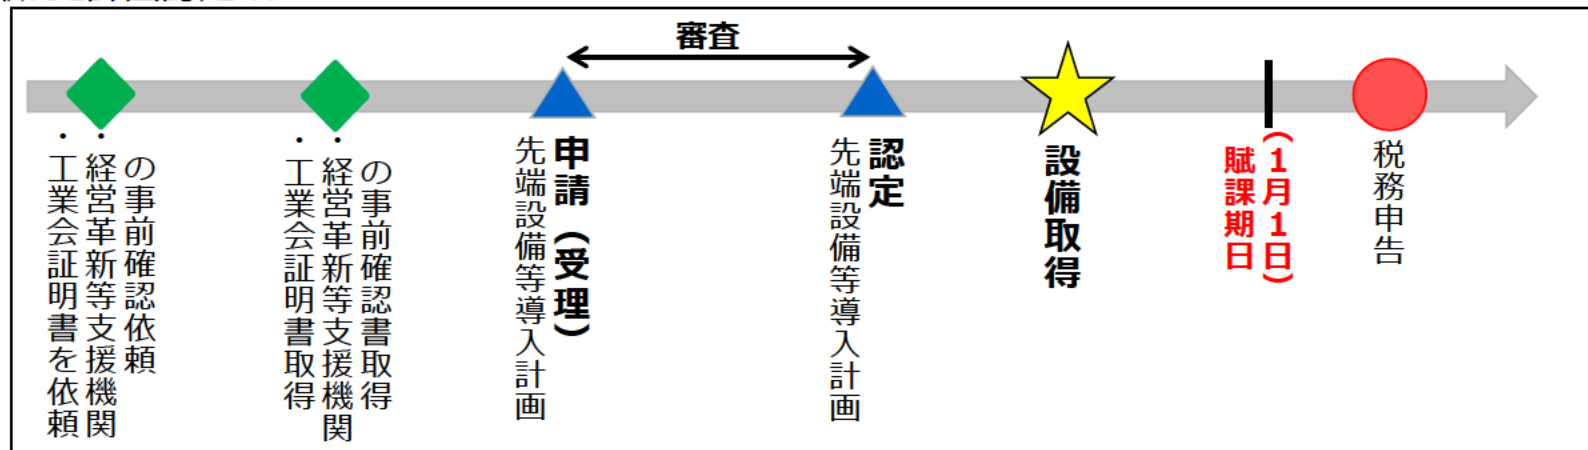 審査
・経営革新等支援機関
の事前確認依頼
・工業会証明書を依頼
・経営革新等支援機関
の事前確認書取得
・工業会証明書取得
申請（受理）
先端設備等導入計画
認定
先端設備等導入計画
設備取得
（1月1日）
賦課期日
税務申告